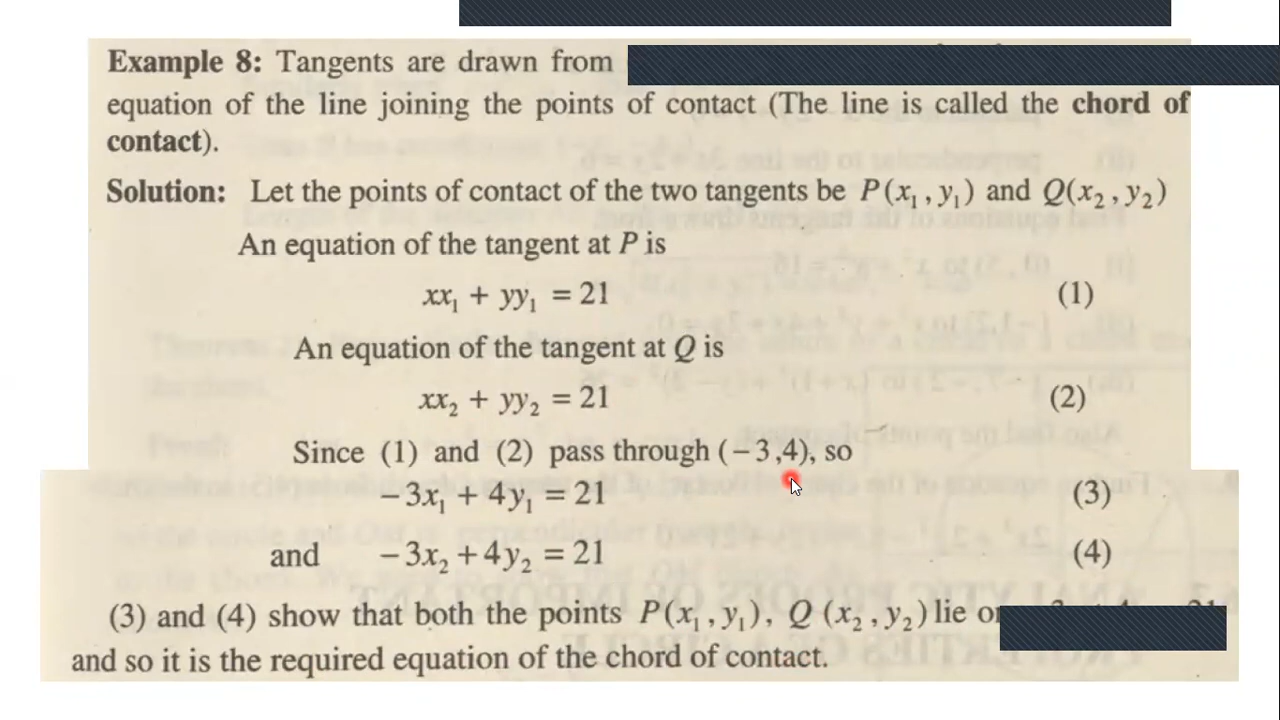 Example 8: Tangents are drawn from
equation of the line joining the points of contact (The line is called the chord of
contact).
Solution: Let the points of contact of the two tangents be P(x₁, y₁) and Q(x₂, y₂)
An equation of the tangent at P is
xx₁ + yy₁ = 21 (1)
An equation of the tangent at Q is
xx₂ + yy₂ = 21 (2)
Since (1) and (2) pass through (−3,4), so
−3x₁ + 4y₁ = 21 (3)
and −3x₂ + 4y₂ = 21 (4)
(3) and (4) show that both the points P(x₁, y₁), Q (x₂, y₂) lie
and so it is the required equation of the chord of contact.